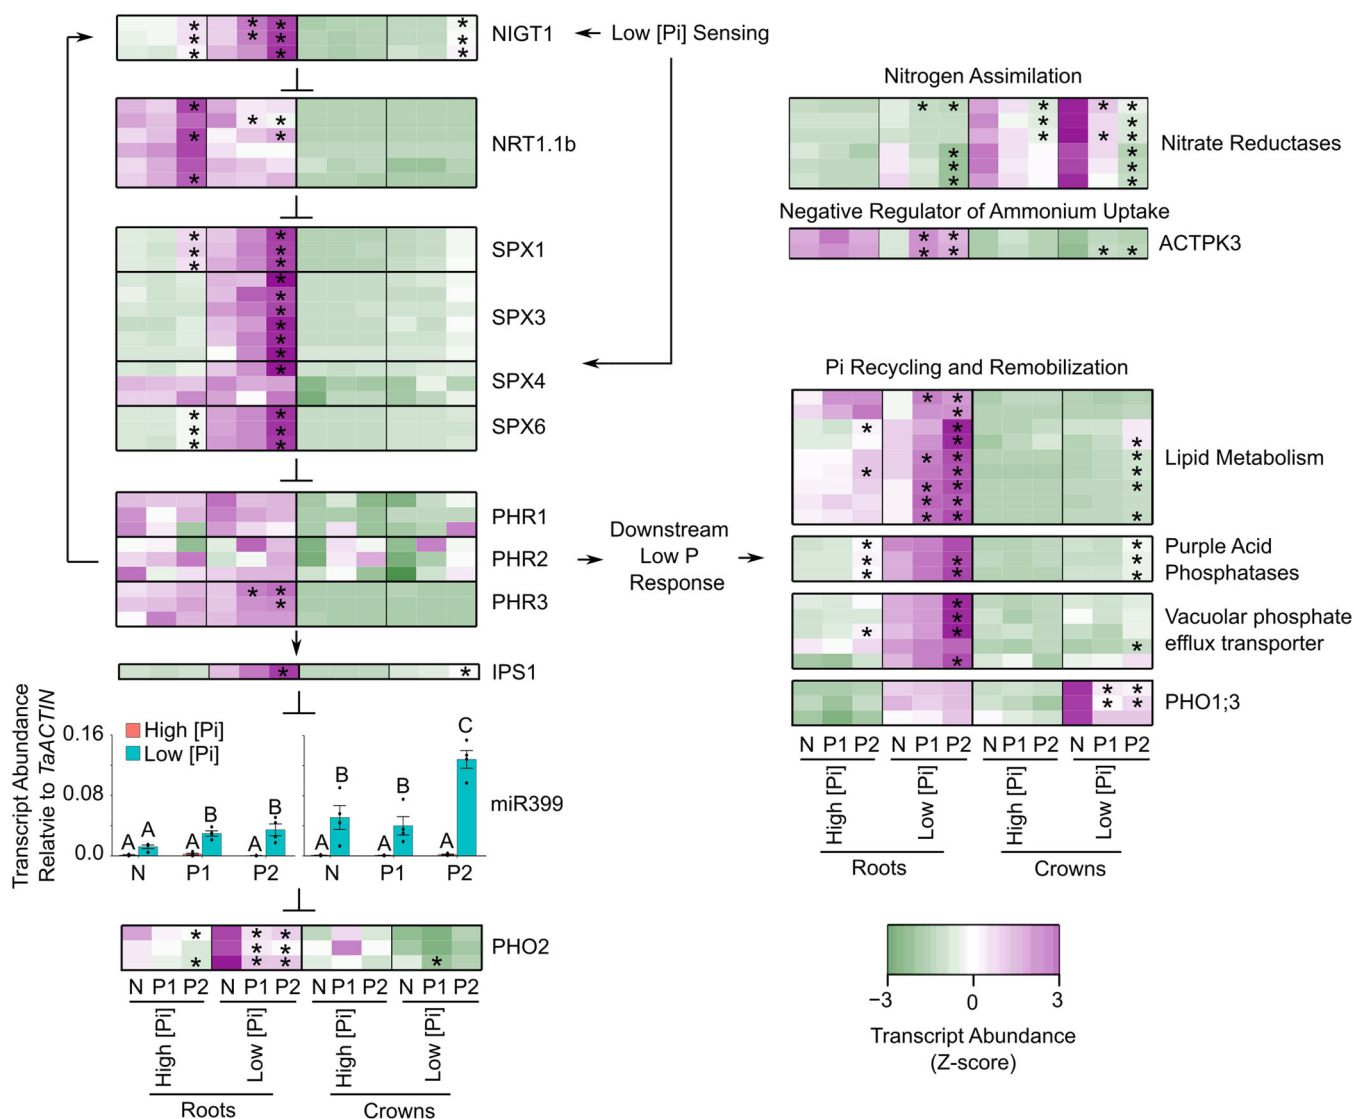 NIGT1
Low [Pi] Sensing
NRT1.1b
SPX1
SPX3
SPX4
SPX6
PHR1
PHR2
PHR3
Downstream
Low P
Response
IPS1
Transcript Abundance
Relatvie to TaACTIN
0.16
0.08
0.0
High [Pi]
Low [Pi]
A A
A B
A B
A B
A B
A C
N P1 P2
N P1 P2
miR399
PHO2
N P1 P2 N P1 P2 N P1 P2 N P1 P2
High [Pi] Low [Pi] High [Pi] Low [Pi]
Roots Crowns
Nitrogen Assimilation
Nitrate Reductases
Negative Regulator of Ammonium Uptake
ACTPK3
Pi Recycling and Remobilization
Lipid Metabolism
Purple Acid
Phosphatases
Vacuolar phosphate
efflux transporter
PHO1;3
N P1 P2 N P1 P2 N P1 P2 N P1 P2
High [Pi] Low [Pi] High [Pi] Low [Pi]
Roots Crowns
−3 0 3
Transcript Abundance
(Z-score)